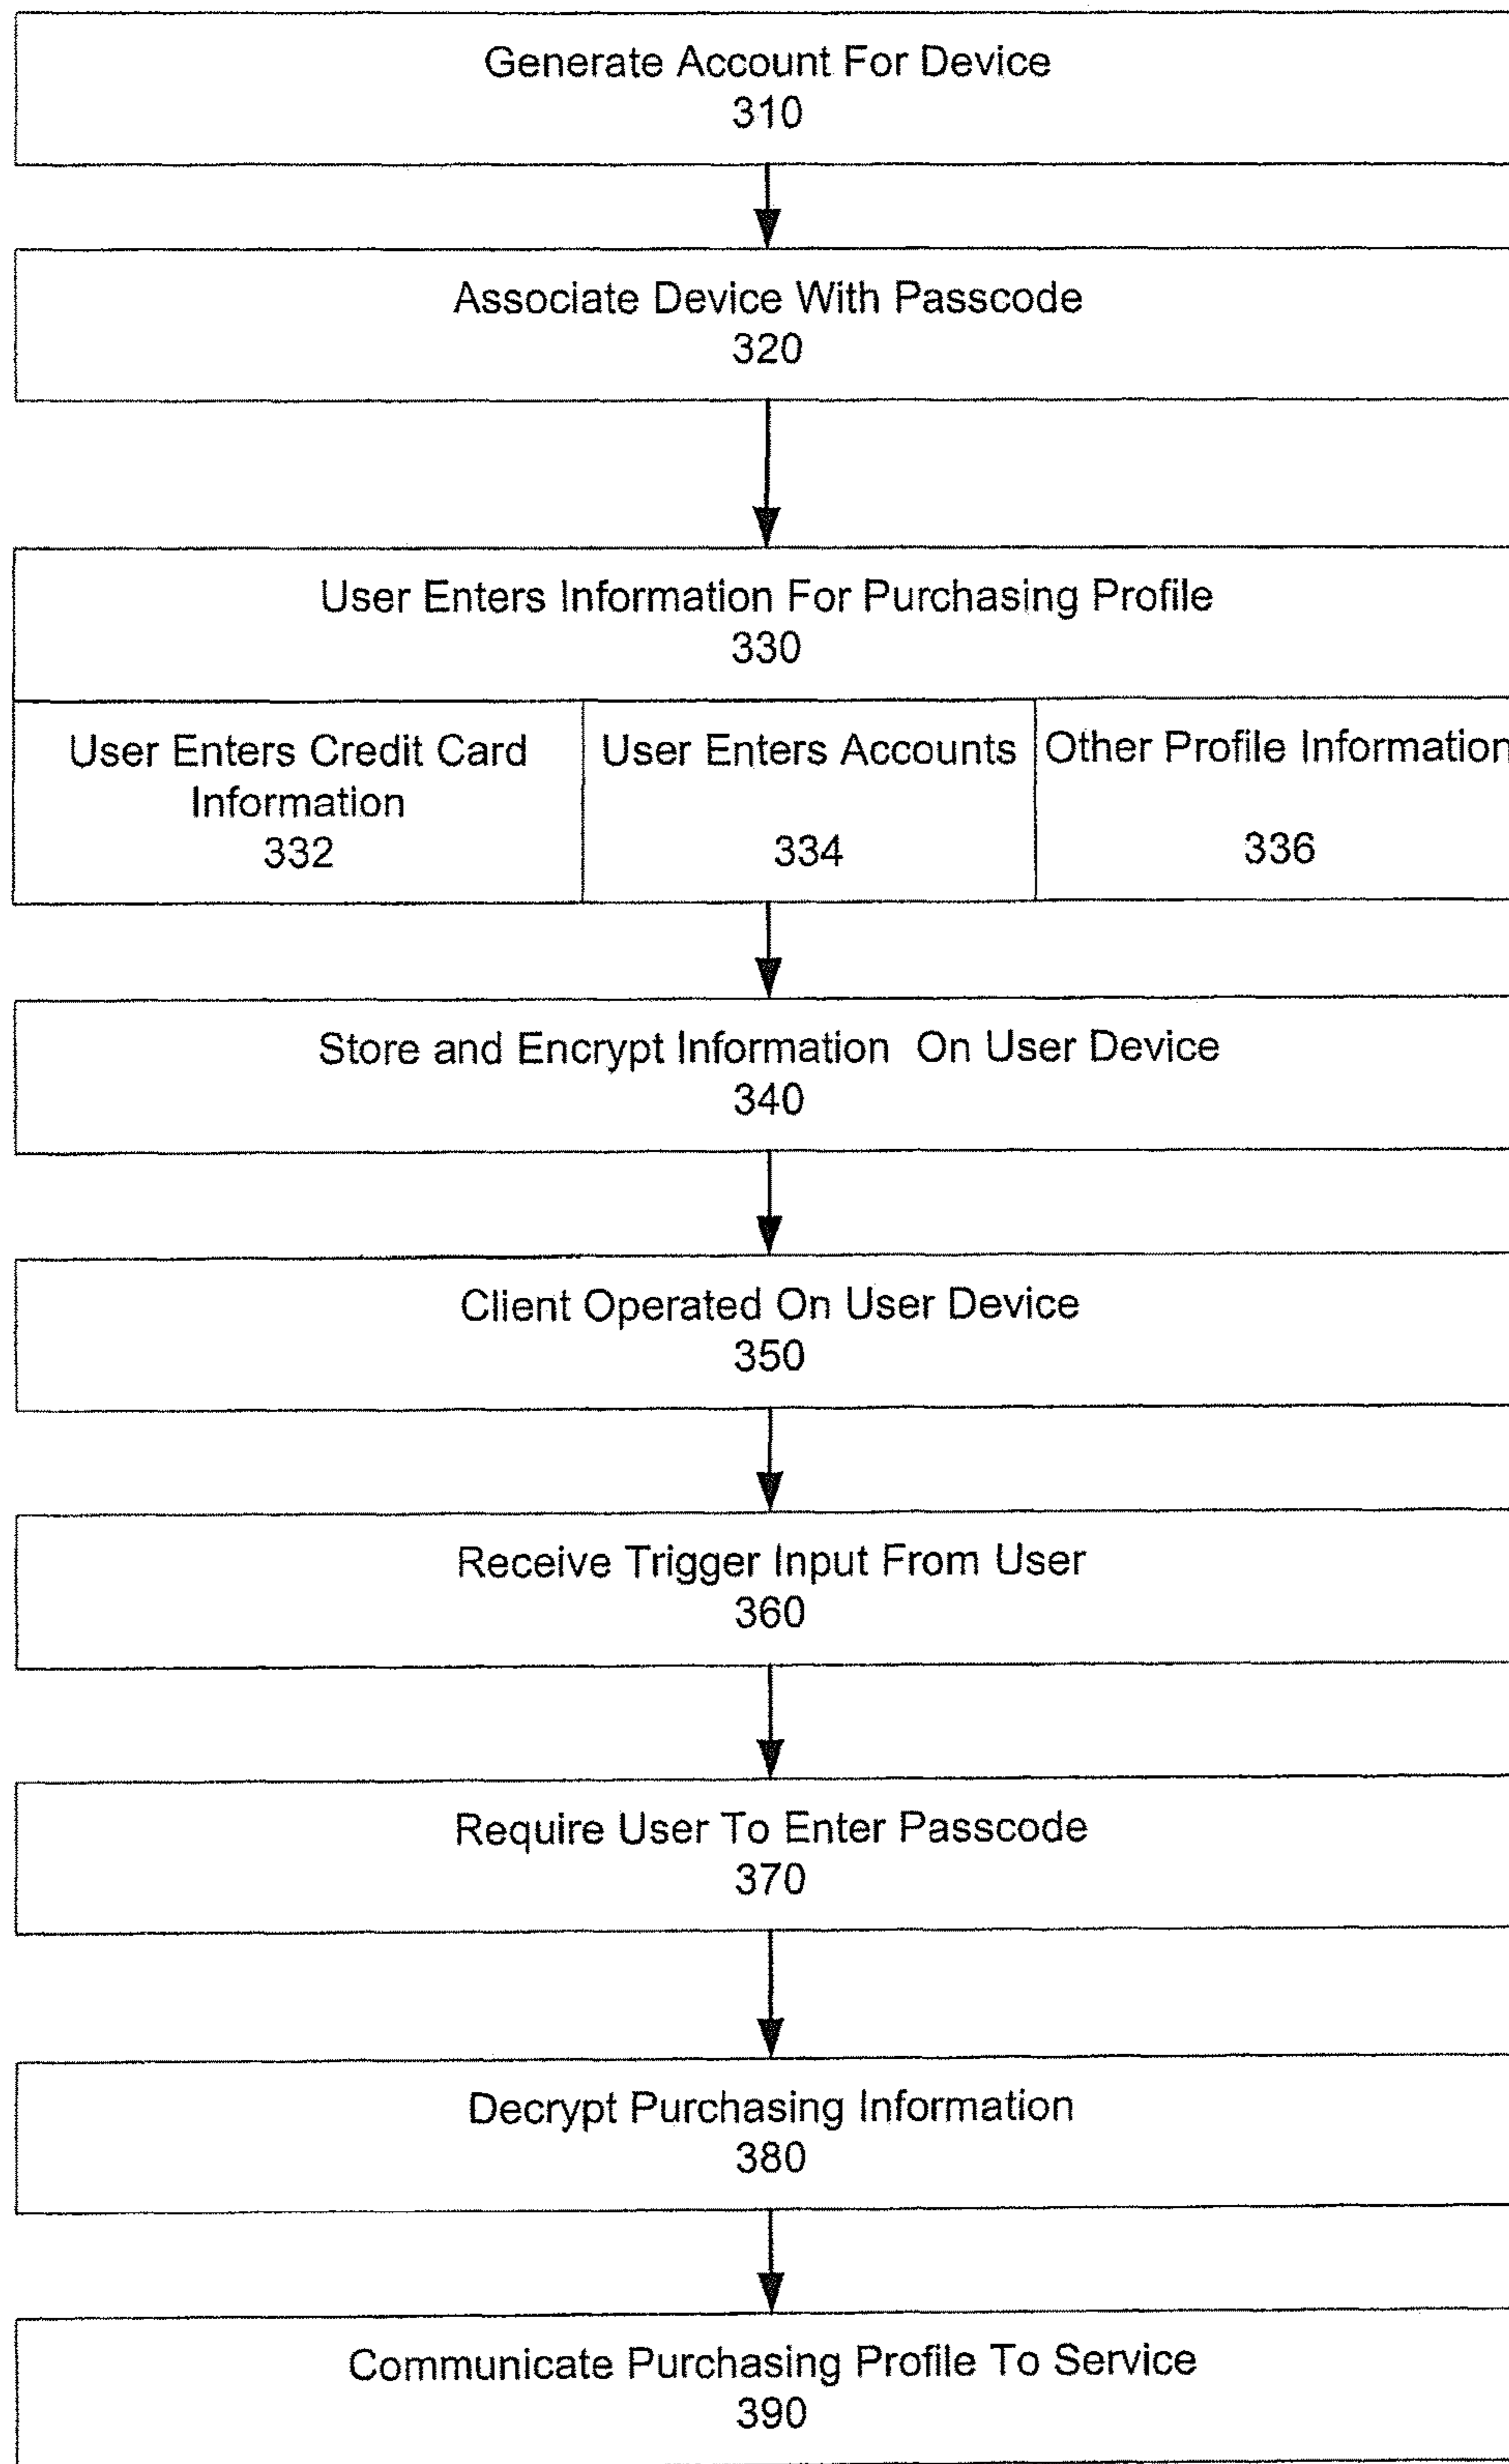 Generate Account For Device
310
Associate Device With Passcode
320
User Enters Information For Purchasing Profile
330
User Enters Credit Card
Information
332
User Enters Accounts
334
Other Profile Information
336
Store and Encrypt Information On User Device
340
Client Operated On User Device
350
Receive Trigger Input From User
360
Require User To Enter Passcode
370
Decrypt Purchasing Information
380
Communicate Purchasing Profile To Service
390